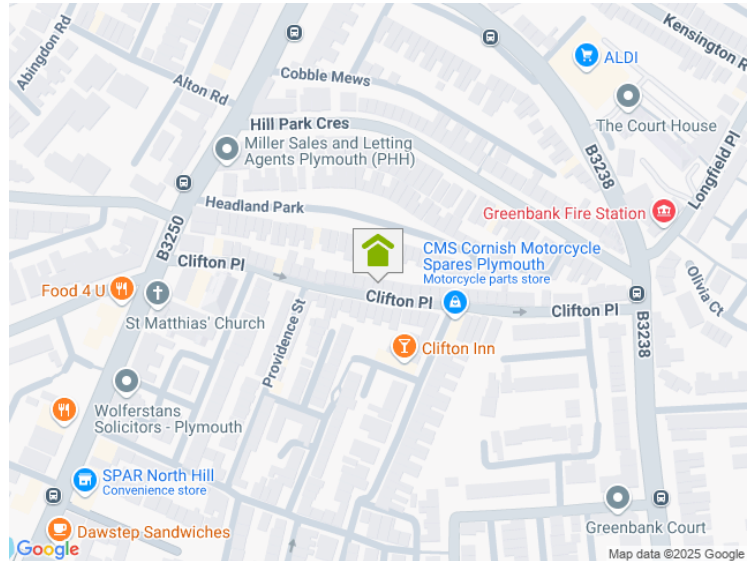 Abingdon Rd
Alton Rd
Cobble Mews
Kensington R
ALDI
The Court House
Hill Park Cres
Miller Sales and Letting
Agents Plymouth (PHH)
B3238
Longfield Pl
Headland Park
Greenbank Fire Station
B3250
Clifton Pl
CMS Cornish Motorcycle
Spares Plymouth
Motorcycle parts store
Food 4 U
St Matthias' Church
Providence St
Clifton Pl
Clifton Pl
Olivia Ct
B3238
Clifton Inn
Wolferstans
Solicitors - Plymouth
SPAR North Hill
Convenience store
Dawstep Sandwiches
Greenbank Court
Google
Map data ©2025 Google